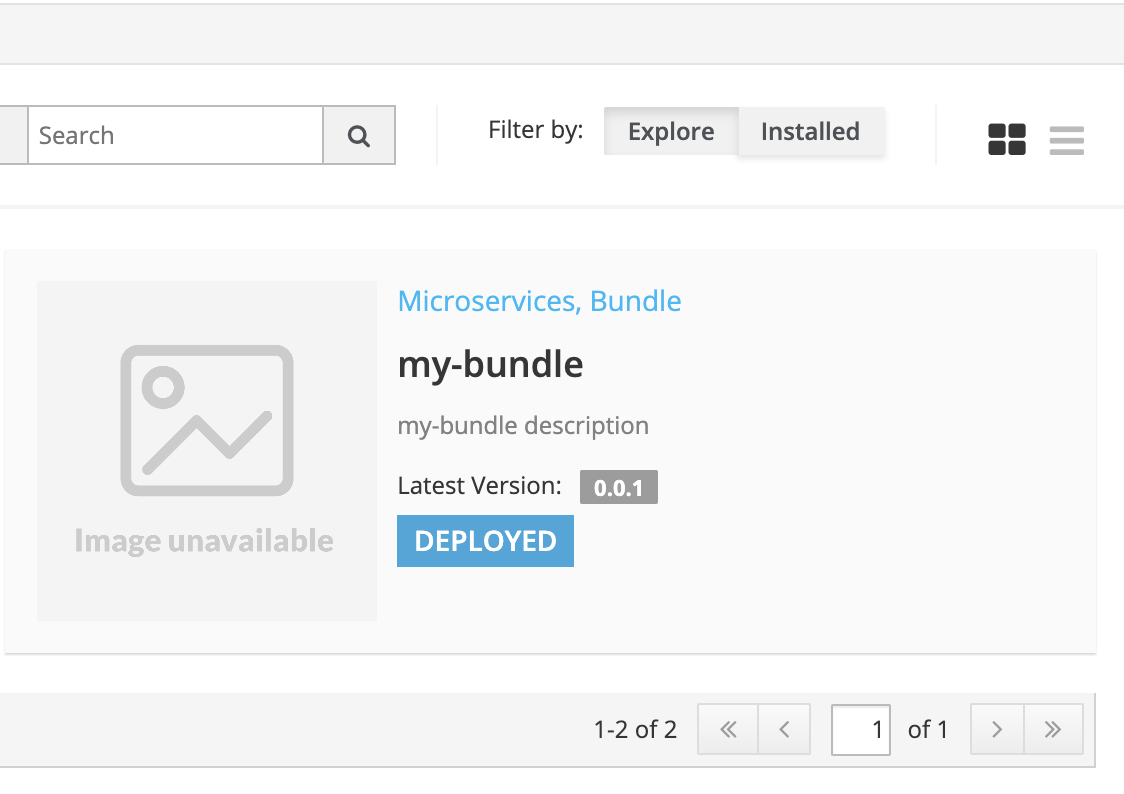 Search
Filter by: Explore Installed
Microservices, Bundle
my-bundle
my-bundle description
Latest Version: 0.0.1
DEPLOYED
Image unavailable
1-2 of 2 « < 1 of 1 > »